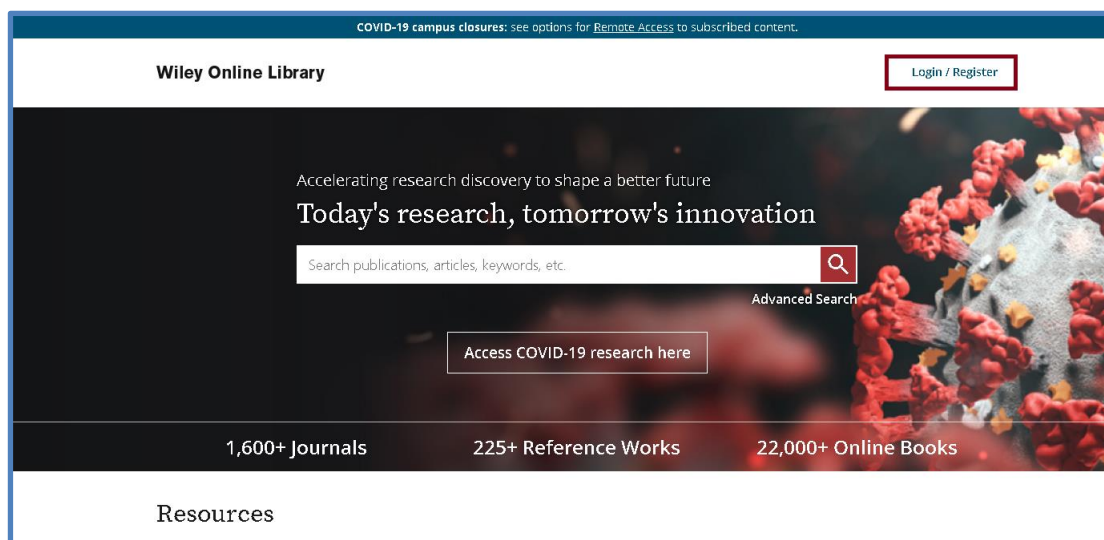 COVID-19 campus closures: see options for Remote Access to subscribed content.
Wiley Online Library
Login / Register
Accelerating research discovery to shape a better future
Today's research, tomorrow's innovation
Search publications, articles, keywords, etc.
Advanced Search
Access COVID-19 research here
1,600+ Journals 225+ Reference Works 22,000+ Online Books
Resources